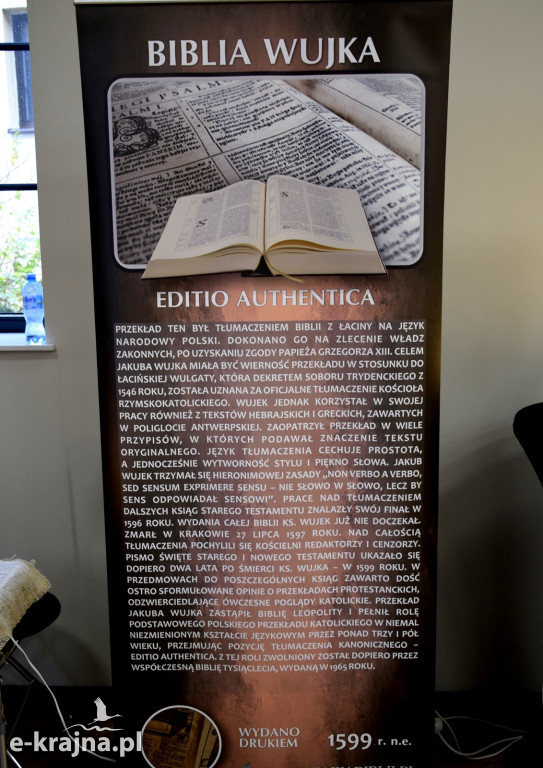 BIBLIA WUJKA
EDITIO AUTHENTICA
PRZEKŁAD TEN BYŁ TŁUMACZENIEM BIBLII Z ŁACINY NA JĘZYK
NARODOWY POLSKI. DOKONANO GO NA ZLECENIE WŁADZ
ZAKONNYCH, PO UZYSKANIU ZGODY PAPIEŻA GRZEGORZA XIII. CELEM
JAKUBA WUJKA MIAŁA BYĆ WIERNOŚĆ PRZEKŁADU W STOSUNKU DO
ŁACIŃSKIEJ WULGATY, KTÓRA DEKRETEM SOBORU TRYDENCKIEGO Z
1546 ROKU, ZOSTAŁA UZNANA ZA OFICJALNE TŁUMACZENIE KOŚCIOŁA
RZYMSKOKATOLICKIEGO. WUJEK JEDNAK KORZYSTAŁ W SWOJEJ
PRACY RÓWNIEŻ Z TEKSTÓW HEBRAJSKICH I GRECKICH, ZAWARTYCH
W POLIGLOCIE ANTWERPSKIEJ. ZAOPATRZYŁ PRZEKŁAD W WIELE
PRZYPISÓW, W KTÓRYCH PODAWAŁ ZNACZENIE TEKSTU
ORYGINALNEGO. JĘZYK TŁUMACZENIA CECHUJE PROSTOTA,
A JEDNOCZEŚNIE WYTWORNOŚĆ STYLU I PIĘKNO SŁOWA. JAKUB
WUJEK TRZYMAŁ SIĘ HIERONIMOWEJ ZASADY „NON VERBO A VERBO,
SED SENSUM EXPRIMERE SENSU – NIE SŁOWO W SŁOWO, LECZ BY
SENS ODPOWIADAŁ SENSOWI”. PRACE NAD TŁUMACZENIEM
DALSZYCH KSIĄG STAREGO TESTAMENTU ZNALAZŁY SWÓJ FINAŁ W
1596 ROKU. WYDANIA CAŁEJ BIBLII KS. WUJEK JUŻ NIE DOCZEKAŁ.
ZMARŁ W KRAKOWIE 27 LIPCA 1597 ROKU. NAD CAŁOŚCIĄ
TŁUMACZENIA POCHYLILI SIĘ KOŚCIELNI REDAKTORZY I CENZORZY.
PISMO ŚWIĘTE STAREGO I NOWEGO TESTAMENTU UKAZAŁO SIĘ
DOPIERO DWA LATA PO ŚMIERCI KS. WUJKA – W 1599 ROKU. W
PRZEDMOWACH DO POSZCZEGÓLNYCH KSIĄG ZAWARTO DOŚĆ
OSTRO SFORMUŁOWANE OPINIE O PRZEKŁADACH PROTESTANCKICH,
ODZWIERCIEDLAJĄCE ÓWCZESNE POGLĄDY KATOLICKIE. PRZEKŁAD
JAKUBA WUJKA ZASTĄPIŁ BIBLIĘ LEOPOLITY I PEŁNIŁ ROLĘ
PODSTAWOWEGO POLSKIEGO PRZEKŁADU KATOLICKIEGO W NIEMAL
NIEZMIENIONYM KSZTAŁCIE JĘZYKOWYM PRZEZ PONAD TRZY I PÓŁ
WIEKU, PRZEJMUJĄC POZYCJĘ TŁUMACZENIA KANONICZNEGO –
EDITIO AUTHENTICA. Z TEJ ROLI ZWOLNIONY ZOSTAŁ DOPIERO PRZEZ
WSPÓŁCZESNĄ BIBLIĘ TYSIĄCLECIA, WYDANĄ W 1965 ROKU.
WYDANO
DRUKIEM
1599 r. n.e.
e-krajna.pl